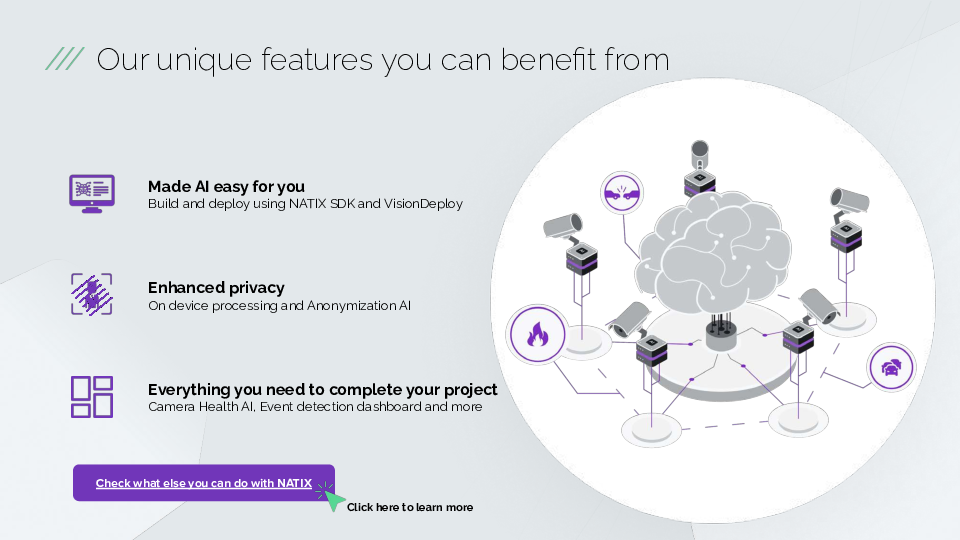 /// Our unique features you can benefit from
Made AI easy for you
Build and deploy using NATIX SDK and VisionDeploy
Enhanced privacy
On device processing and Anonymization AI
Everything you need to complete your project
Camera Health AI, Event detection dashboard and more
Check what else you can do with NATIX
Click here to learn more